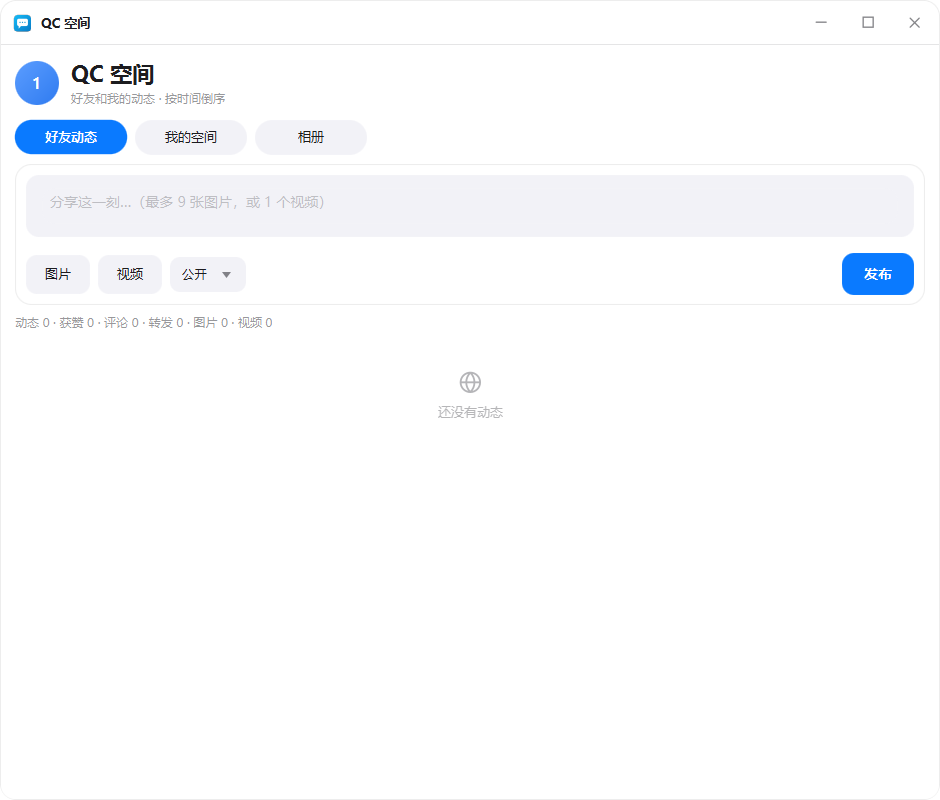 QC 空间
1
QC 空间
好友和我的动态 · 按时间倒序
好友动态 我的空间 相册
分享这一刻...（最多 9 张图片，或 1 个视频）
图片 视频 公开 发布
动态 0 · 获赞 0 · 评论 0 · 转发 0 · 图片 0 · 视频 0
还没有动态